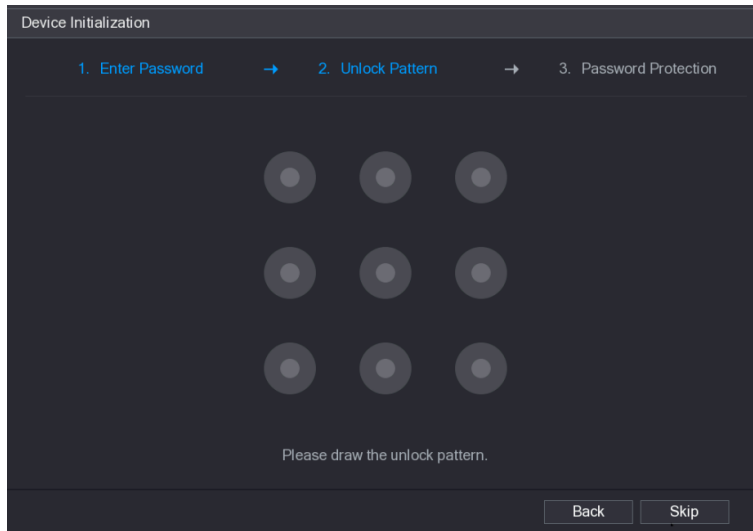 Device Initialization
1. Enter Password → 2. Unlock Pattern → 3. Password Protection
Please draw the unlock pattern.
Back Skip